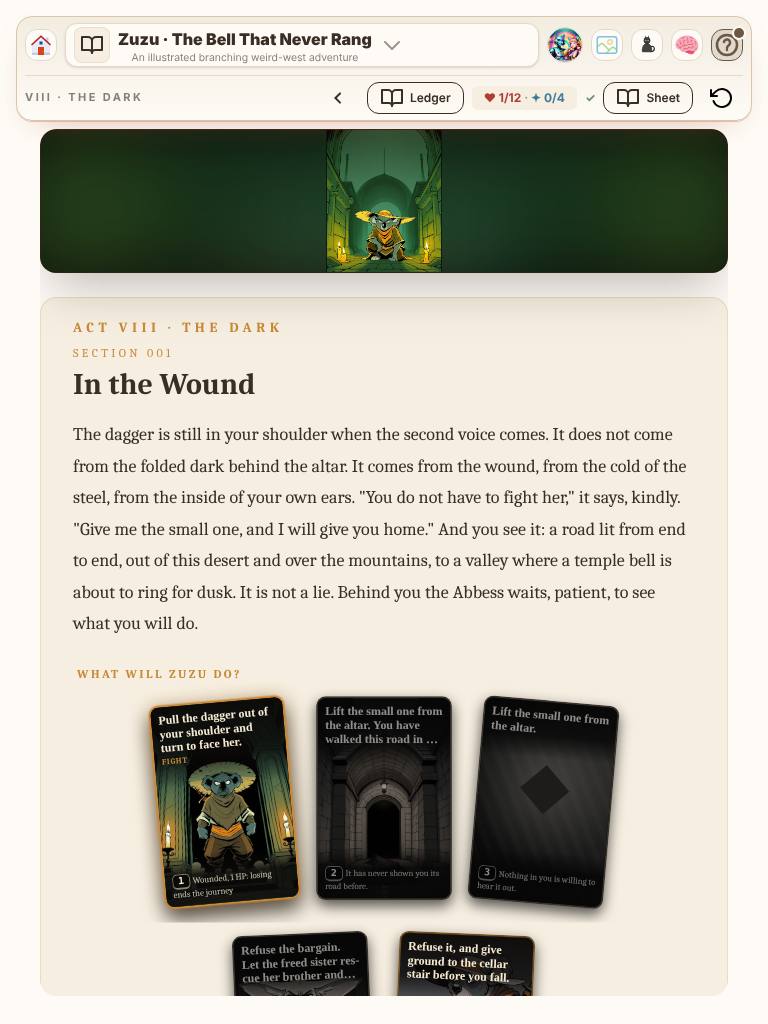 Zuzu · The Bell That Never Rang
An illustrated branching weird-west adventure
VIII · THE DARK
Ledger
1/12 · 0/4
Sheet
ACT VIII · THE DARK
SECTION 001
In the Wound
The dagger is still in your shoulder when the second voice comes. It does not come
from the folded dark behind the altar. It comes from the wound, from the cold of the
steel, from the inside of your own ears. "You do not have to fight her," it says, kindly.
"Give me the small one, and I will give you home." And you see it: a road lit from end
to end, out of this desert and over the mountains, to a valley where a temple bell is
about to ring for dusk. It is not a lie. Behind you the Abbess waits, patient, to see
what you will do.
WHAT WILL ZUZU DO?
Pull the dagger out of
your shoulder and
turn to face her.
FIGHT
1 Wounded, 1 HP: losing
ends the journey
Lift the small one from
the altar. You have
walked this road in …
2 It has never shown you its
road before.
Lift the small one from
the altar.
3 Nothing in you is willing to
hear it out.
Refuse the bargain.
Let the freed sister res-
cue her brother and…
Refuse it, and give
ground to the cellar
stair before you fall.